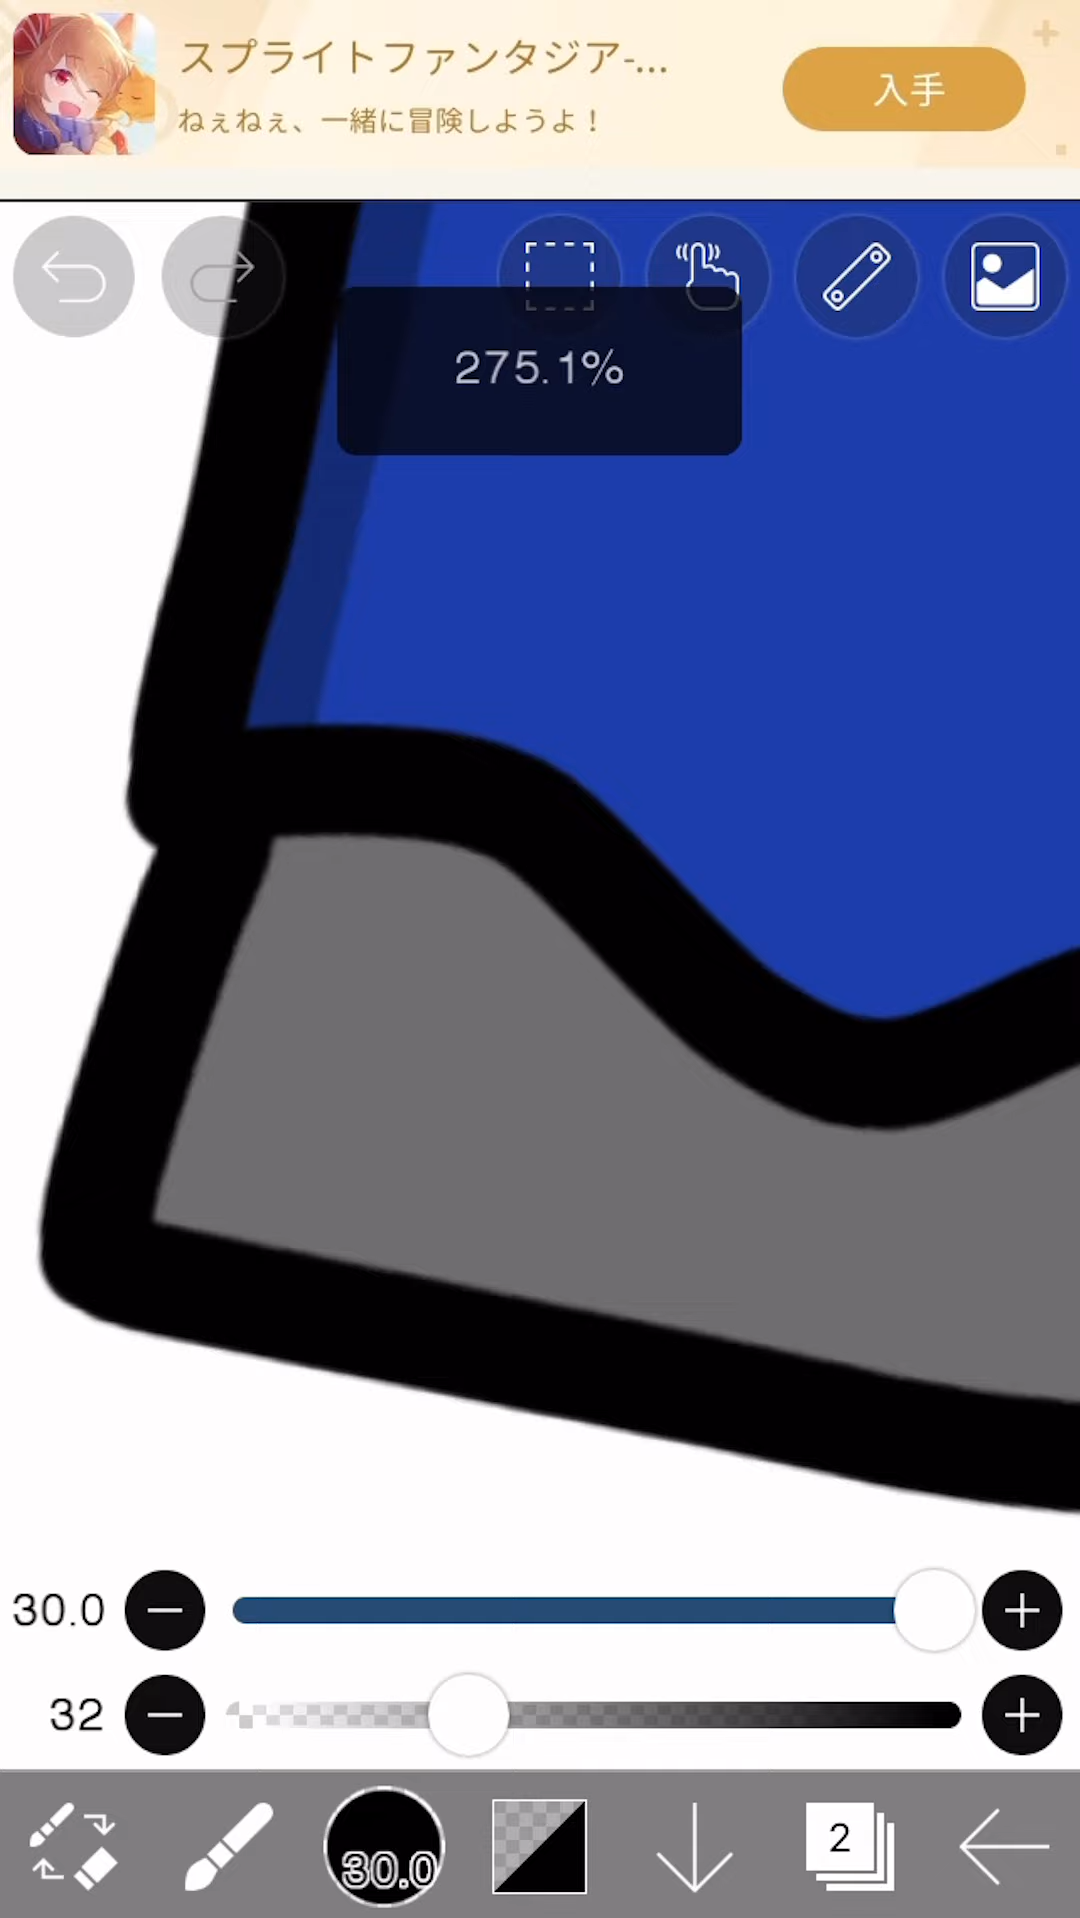 スプライトファンタジア-...
ねぇねぇ、一緒に冒険しようよ！
入手
275.1%
30.0
32
30.0
2